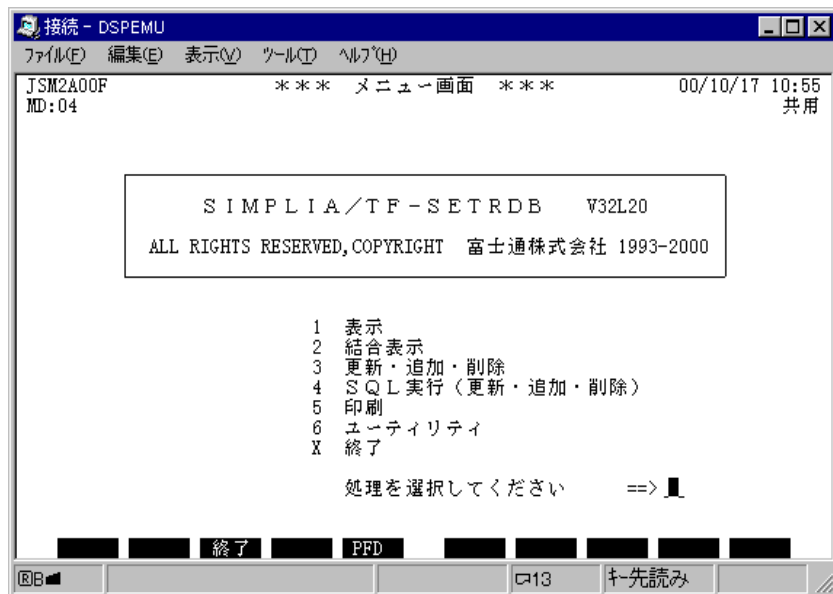 接続 - DSPEMU
ファイル(F) 編集(E) 表示(V) ツール(T) ヘルプ(H)
JSM2A00F ＊＊＊ メニュー画面 ＊＊＊ 00/10/17 10:55
MD:04 共用
ＳＩＭＰＬＩＡ／ＴＦ－ＳＥＴＲＤＢ V32L20
ALL RIGHTS RESERVED,COPYRIGHT 富士通株式会社 1993-2000
1 表示
2 結合表示
3 更新・追加・削除
4 ＳＱＬ実行（更新・追加・削除）
5 印刷
6 ユーティリティ
X 終了
処理を選択してください ==>
終了 PFD
RB 13 キー先読み